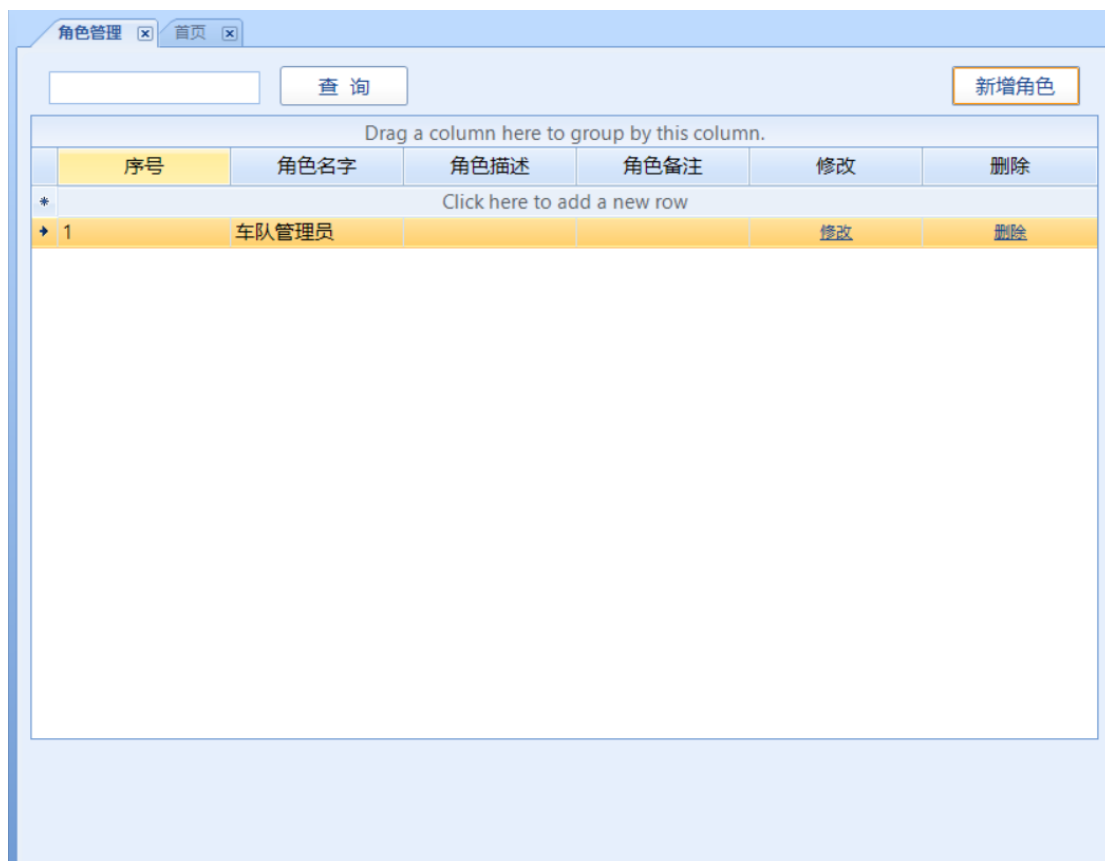 角色管理 首页
查 询 新增角色
Drag a column here to group by this column.
序号 角色名字 角色描述 角色备注 修改 删除
Click here to add a new row
1 车队管理员 修改 删除